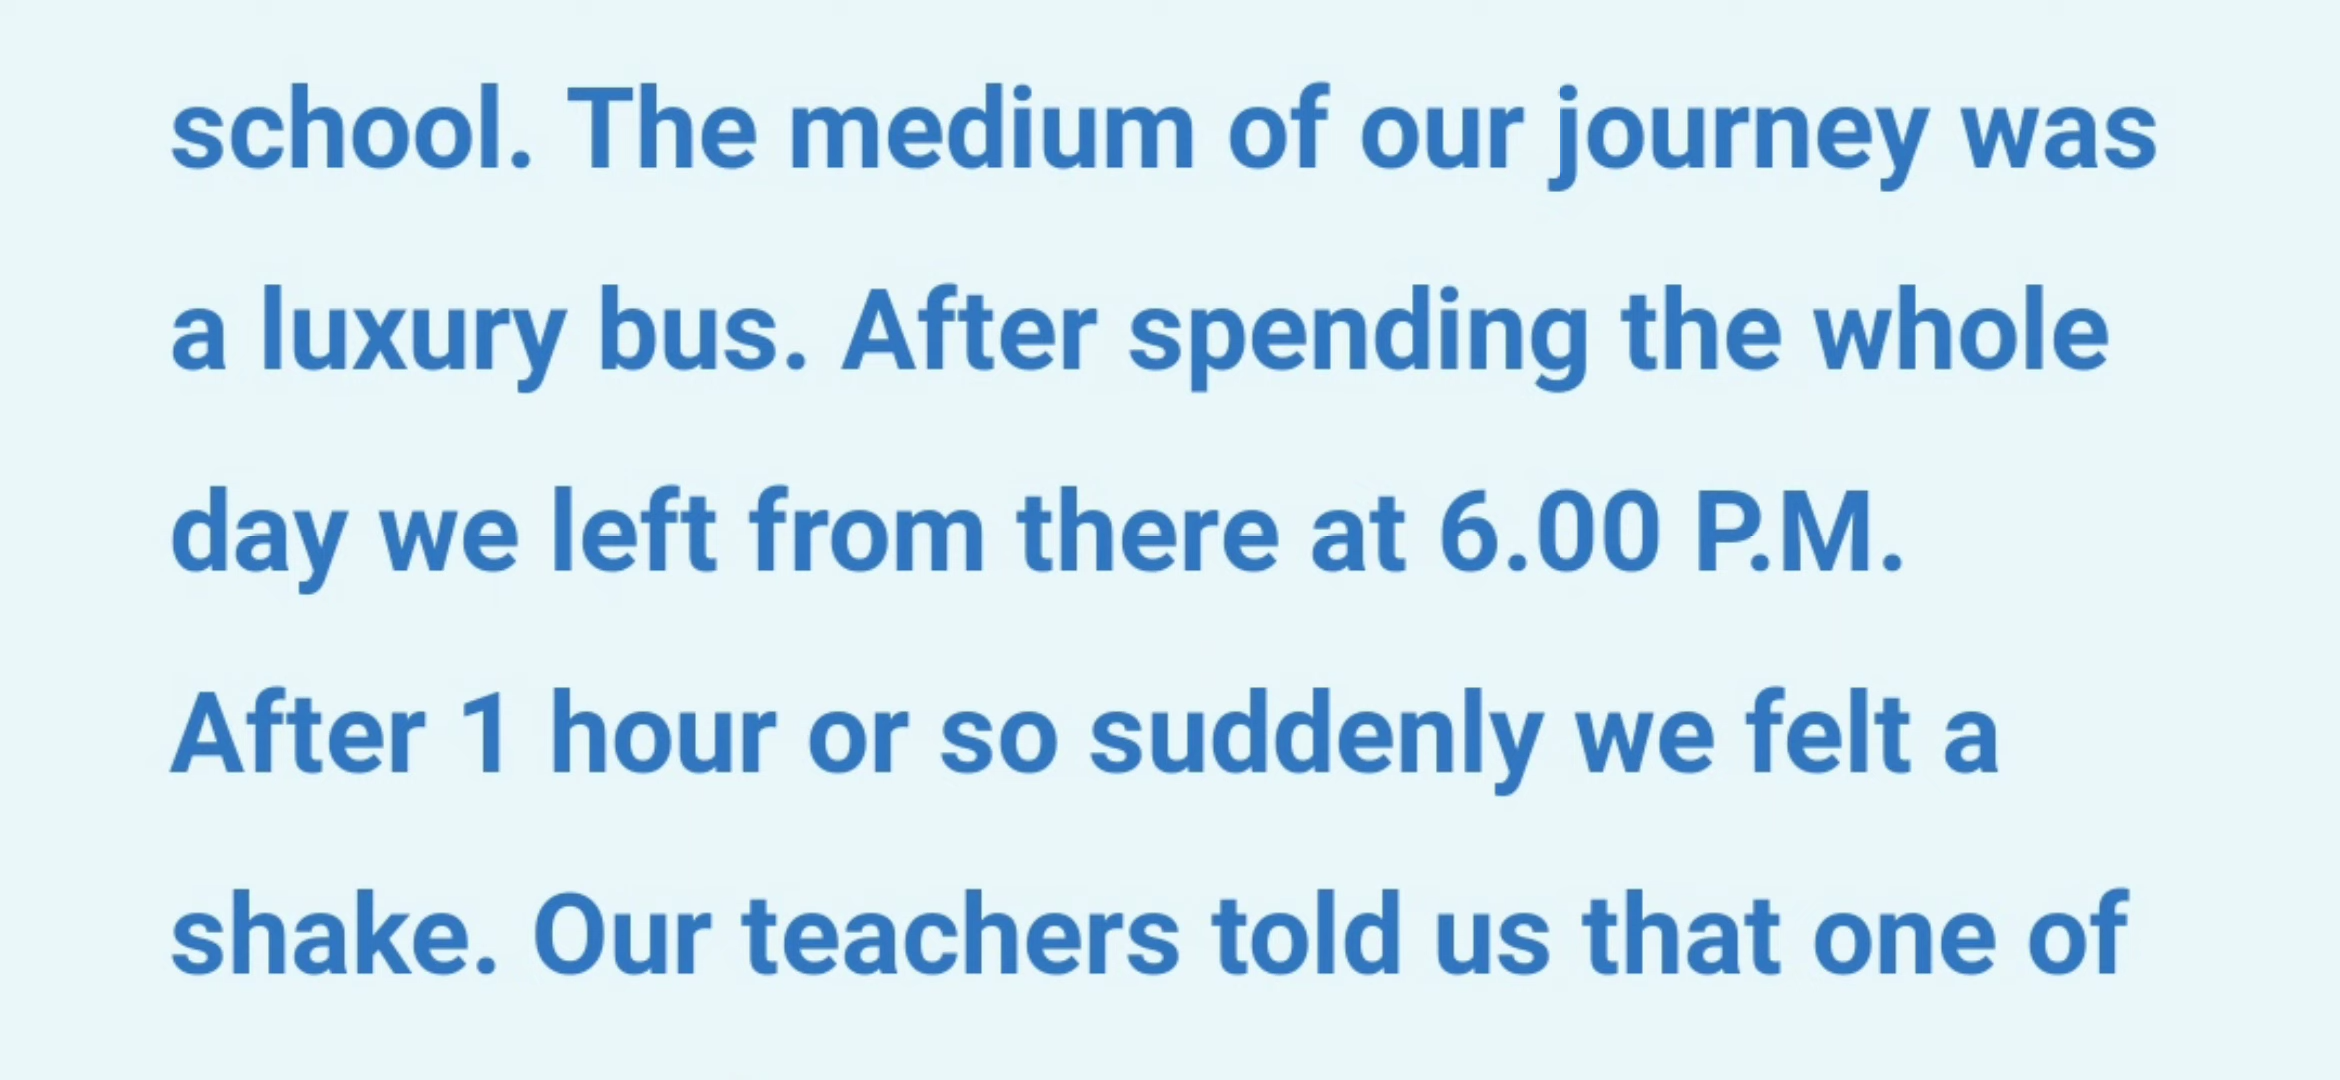 school. The medium of our journey was
a luxury bus. After spending the whole
day we left from there at 6.00 P.M.
After 1 hour or so suddenly we felt a
shake. Our teachers told us that one of